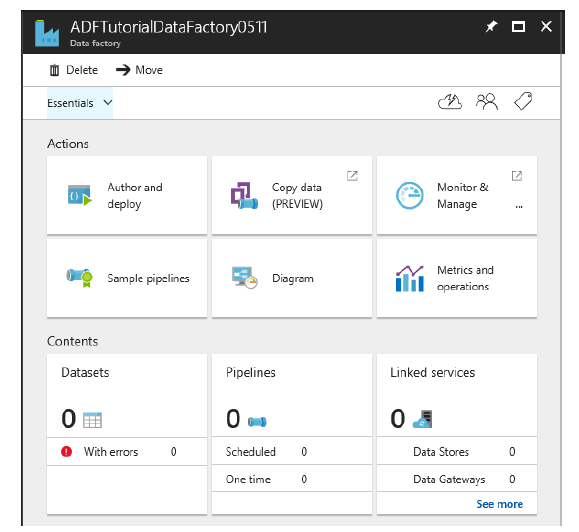 ADFTutorialDataFactory0511
Data factory
Delete Move
Essentials
Actions
Author and
deploy
Copy data
(PREVIEW)
Monitor &
Manage ...
Sample pipelines
Diagram
Metrics and
operations
Contents
Datasets
0
With errors 0
Pipelines
0
Scheduled 0
One time 0
Linked services
0
Data Stores 0
Data Gateways 0
See more